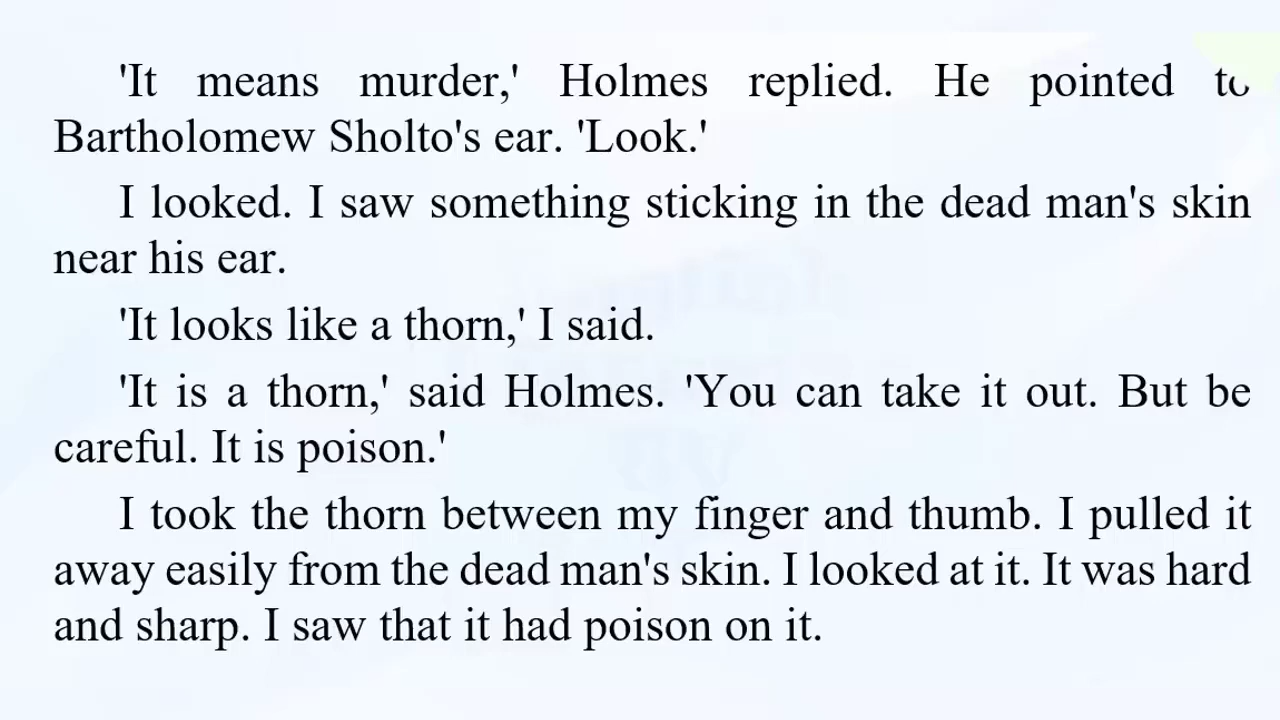 'It means murder,' Holmes replied. He pointed to
Bartholomew Sholto's ear. 'Look.'
I looked. I saw something sticking in the dead man's skin
near his ear.
'It looks like a thorn,' I said.
'It is a thorn,' said Holmes. 'You can take it out. But be
careful. It is poison.'
I took the thorn between my finger and thumb. I pulled it
away easily from the dead man's skin. I looked at it. It was hard
and sharp. I saw that it had poison on it.